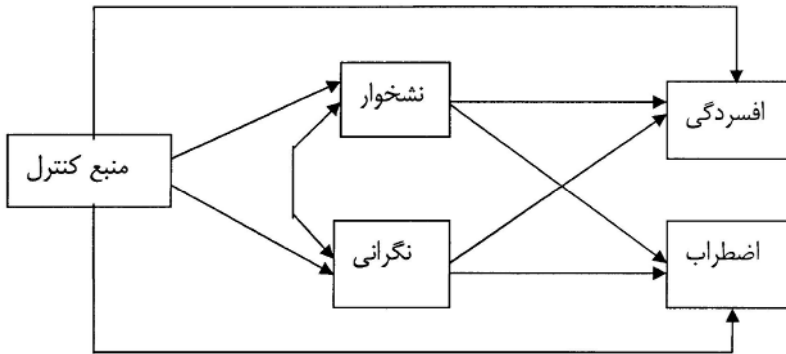 نشخوار
افسردگی
منبع کنترل
نگرانی
اضطراب